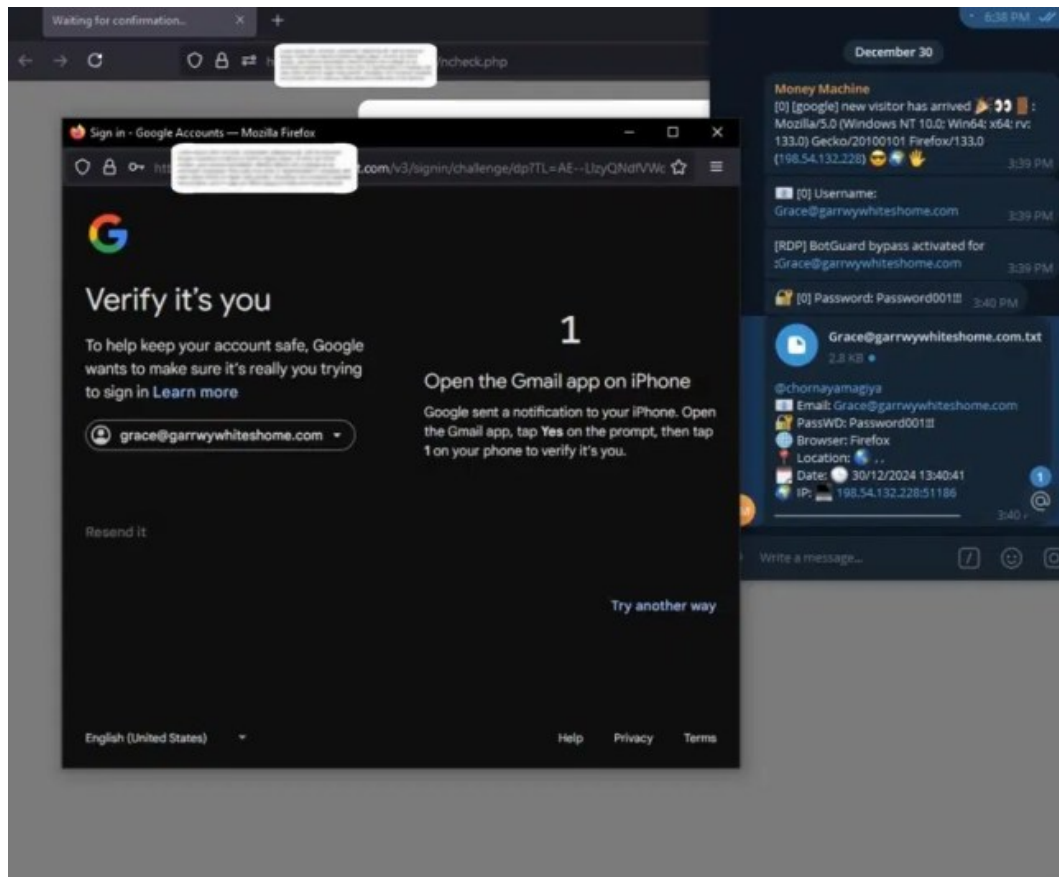 Waiting for confirmation...
/ncheck.php
Sign in - Google Accounts — Mozilla Firefox
.com/v3/signin/challenge/dp?TL=AE--
Verify it's you
To help keep your account safe, Google
wants to make sure it's really you trying
to sign in Learn more
grace@garrwywhiteshome.com
Resend it
1
Open the Gmail app on iPhone
Google sent a notification to your iPhone. Open
the Gmail app, tap Yes on the prompt, then tap
1 on your phone to verify it's you.
Try another way
English (United States)
Help Privacy Terms
6:38 PM
December 30
Money Machine
[0] [google] new visitor has arrived 🎉👀🚪 :
Mozilla/5.0 (Windows NT 10.0; Win64; x64; rv:
133.0) Gecko/20100101 Firefox/133.0
(198.54.132.228) 😎🌍🖐
3:39 PM
📧 [0] Username:
Grace@garrwywhiteshome.com
3:39 PM
[RDP] BotGuard bypass activated for
:Grace@garrwywhiteshome.com
3:39 PM
🔐 [0] Password: Password001!!!
3:40 PM
Grace@garrwywhiteshome.com.txt
2.8 KB
@chornayamagiya
📧 Email: Grace@garrwywhiteshome.com
🔐 PassWD: Password001!!!
🌐 Browser: Firefox
📍 Location: 🌎 , ,
📅 Date: 🕒 30/12/2024 13:40:41
🌍 IP: 💻 198.54.132.228:51186
3:40
1
@
M
Write a message...